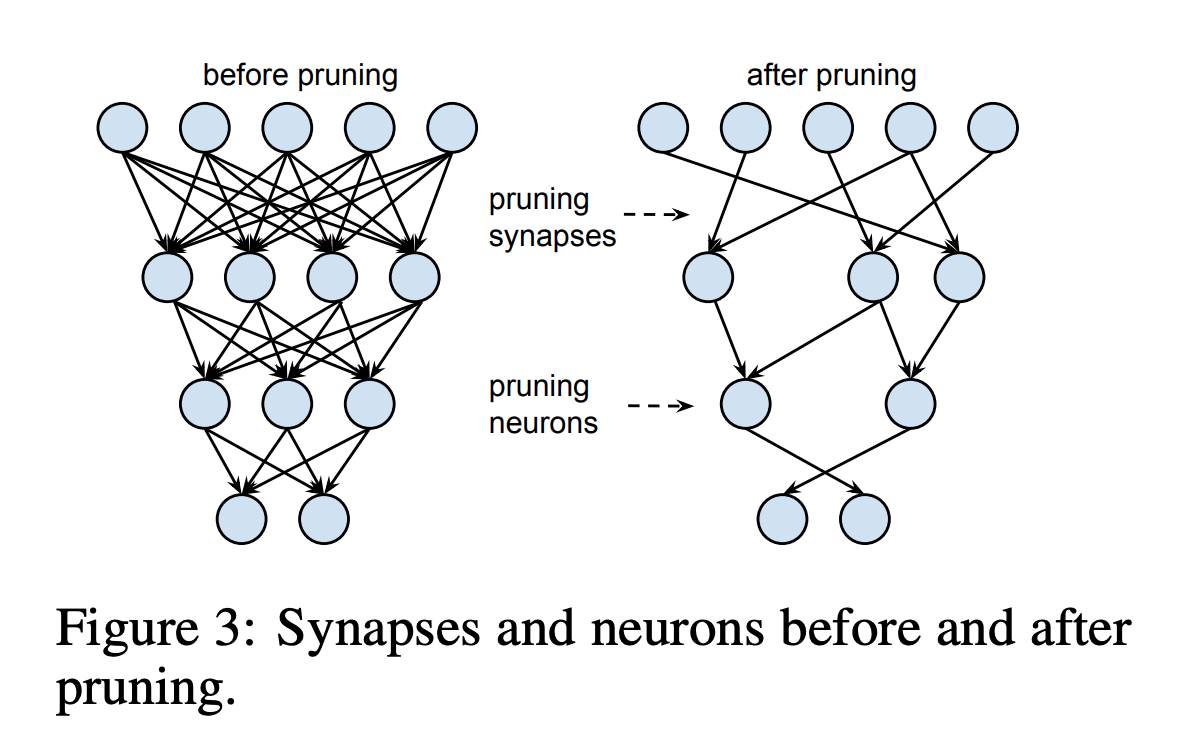 before pruning
after pruning
pruning
synapses
pruning
neurons
Figure 3: Synapses and neurons before and after
pruning.